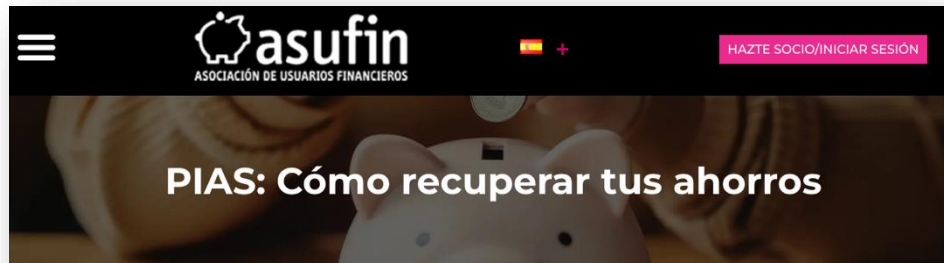 asufin
ASOCIACIÓN DE USUARIOS FINANCIEROS
+
HAZTE SOCIO/INICIAR SESIÓN
PIAS: Cómo recuperar tus ahorros